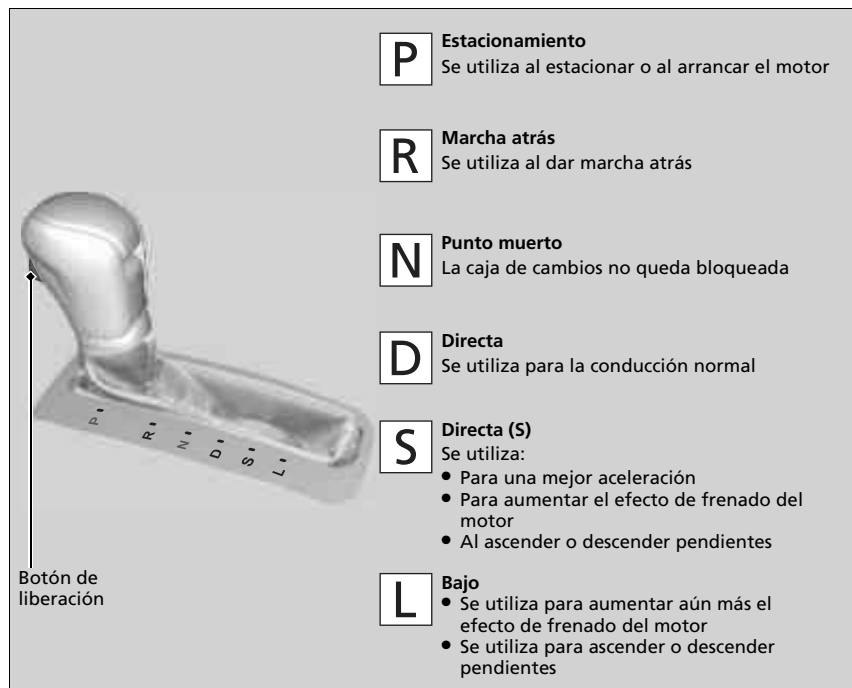 P
Estacionamiento
Se utiliza al estacionar o al arrancar el motor
R
Marcha atrás
Se utiliza al dar marcha atrás
N
Punto muerto
La caja de cambios no queda bloqueada
D
Directa
Se utiliza para la conducción normal
S
Directa (S)
Se utiliza:
● Para una mejor aceleración
● Para aumentar el efecto de frenado del
motor
● Al ascender o descender pendientes
L
Bajo
● Se utiliza para aumentar aún más el
efecto de frenado del motor
● Se utiliza para ascender o descender
pendientes
P
R
N
D
S
L
Botón de
liberación